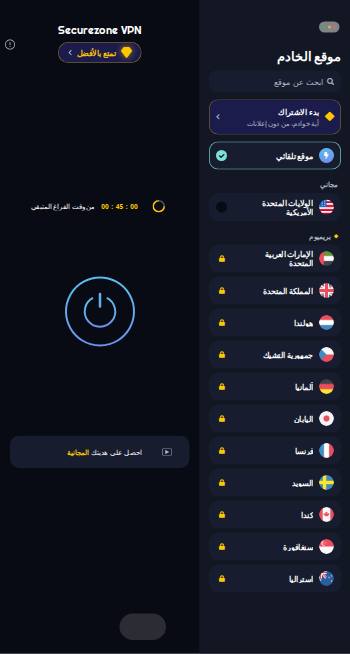 Securezone VPN
تمتع بالأفضل
00 : 45 : 00 من وقت الفراغ المتبقي
احصل على هديتك المجانية
موقع الخادم
ابحث عن موقع
بدء الاشتراك
أية خوادم، من دون إعلانات
موقع تلقائي
مجاني
الولايات المتحدة
الأمريكية
بريميوم
الإمارات العربية
المتحدة
المملكة المتحدة
هولندا
جمهورية التشيك
ألمانيا
اليابان
فرنسا
السويد
كندا
سنغافورة
استراليا